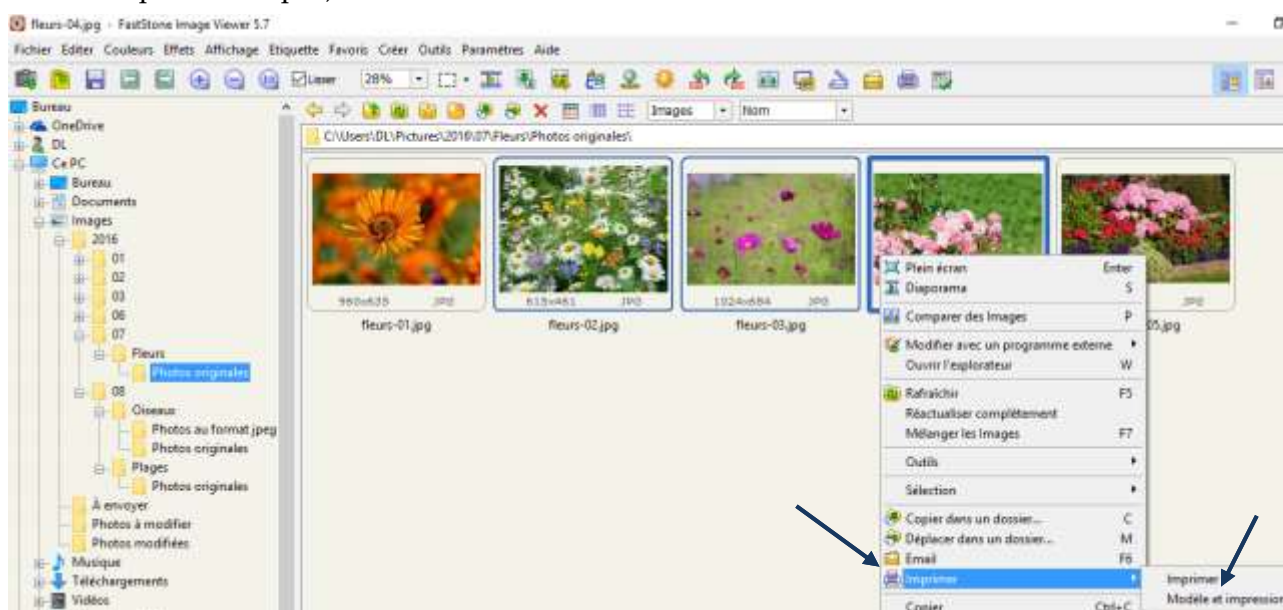 fleurs-04.jpg - FastStone Image Viewer 5.7
Fichier Editer Couleurs Effets Affichage Etiquette Favoris Créer Outils Paramètres Aide
Lisser 28%
Images Nom
C:\Users\DL\Pictures\2016\07\Fleurs\Photos originales\
Bureau
OneDrive
DL
Ce PC
Bureau
Documents
Images
2016
01
02
03
06
07
Fleurs
Photos originales
08
Oiseaux
Photos au format jpeg
Photos originales
Plages
Photos originales
À envoyer
Photos à modifier
Photos modifiées
Musique
Téléchargements
Vidéos
960x635 JPG
fleurs-01.jpg
615x461 JPG
fleurs-02.jpg
1024x684 JPG
fleurs-03.jpg
JPG
05.jpg
Plein écran Enter
Diaporama S
Comparer des Images P
Modifier avec un programme externe
Ouvrir l'explorateur W
Rafraichir F5
Réactualiser complètement
Mélanger les Images F7
Outils
Sélection
Copier dans un dossier... C
Déplacer dans un dossier... M
Email F6
Imprimer
Copier Ctrl+C
Imprimer
Modèle et impression